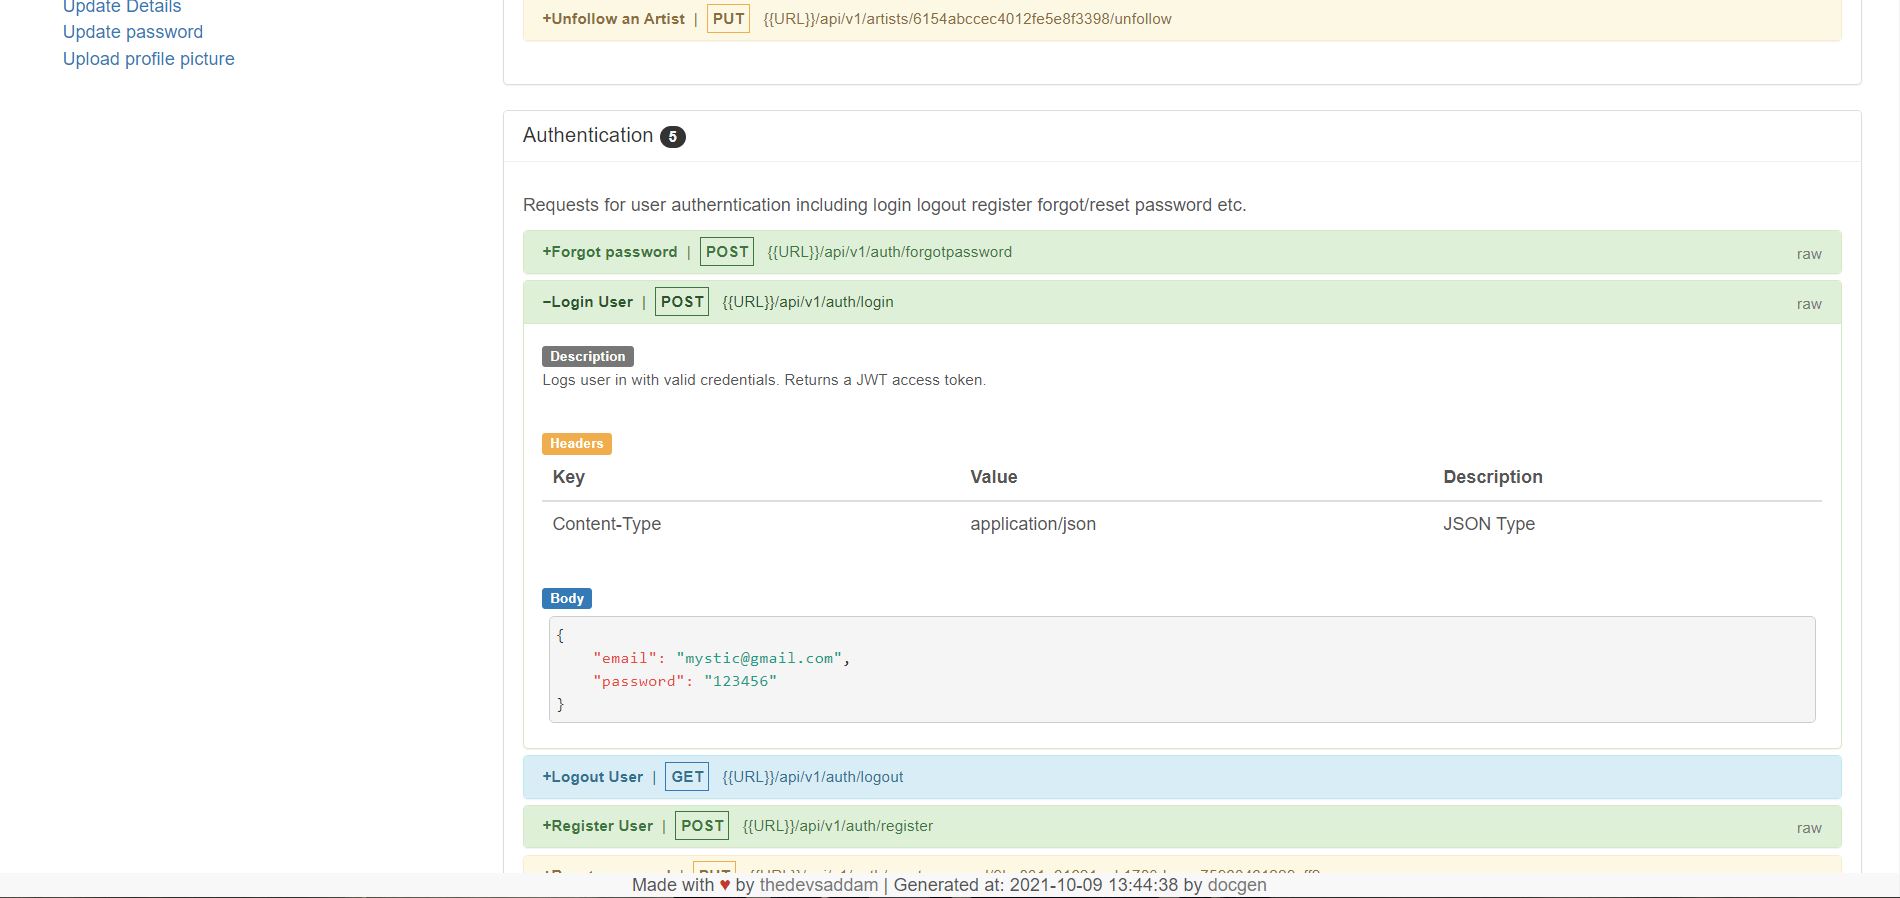 Update Details
Update password
Upload profile picture
+Unfollow an Artist | PUT {{URL}}/api/v1/artists/6154abccec4012fe5e8f3398/unfollow
Authentication 5
Requests for user autherntication including login logout register forgot/reset password etc.
+Forgot password | POST {{URL}}/api/v1/auth/forgotpassword raw
−Login User | POST {{URL}}/api/v1/auth/login raw
Description
Logs user in with valid credentials. Returns a JWT access token.
Headers
Key Value Description
Content-Type application/json JSON Type
Body
{
"email": "mystic@gmail.com",
"password": "123456"
}
+Logout User | GET {{URL}}/api/v1/auth/logout
+Register User | POST {{URL}}/api/v1/auth/register raw
Made with ♥ by thedevsaddam | Generated at: 2021-10-09 13:44:38 by docgen